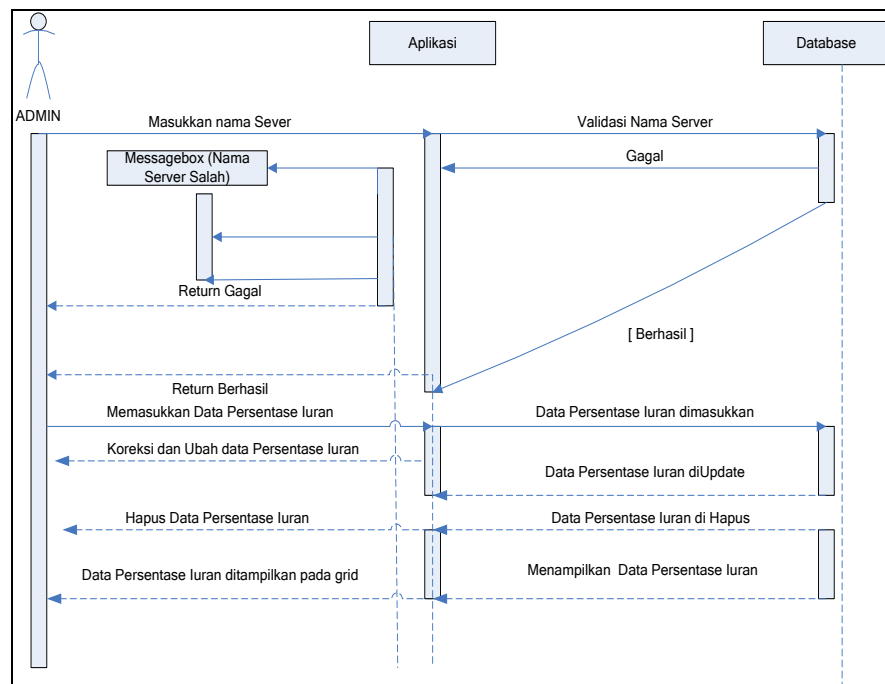 Aplikasi
Database
ADMIN
Masukkan nama Sever
Validasi Nama Server
Messagebox (Nama
Server Salah)
Gagal
Return Gagal
[ Berhasil ]
Return Berhasil
Memasukkan Data Persentase Iuran
Data Persentase Iuran dimasukkan
Koreksi dan Ubah data Persentase Iuran
Data Persentase Iuran diUpdate
Hapus Data Persentase Iuran
Data Persentase Iuran di Hapus
Data Persentase Iuran ditampilkan pada grid
Menampilkan Data Persentase Iuran